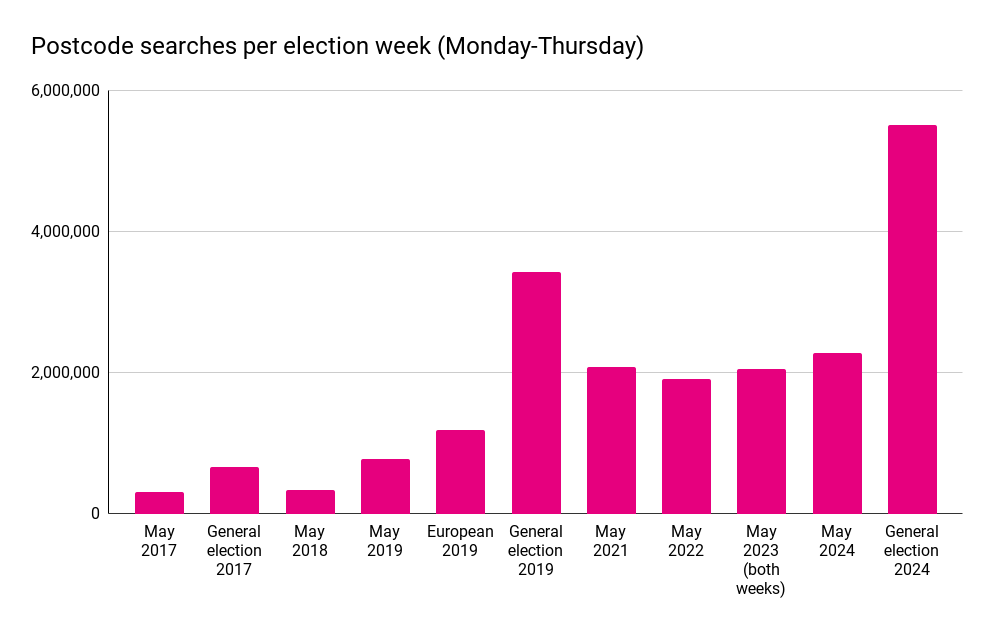 Postcode searches per election week (Monday-Thursday)
6,000,000
4,000,000
2,000,000
0
May
2017
General
election
2017
May
2018
May
2019
European
2019
General
election
2019
May
2021
May
2022
May
2023
(both
weeks)
May
2024
General
election
2024